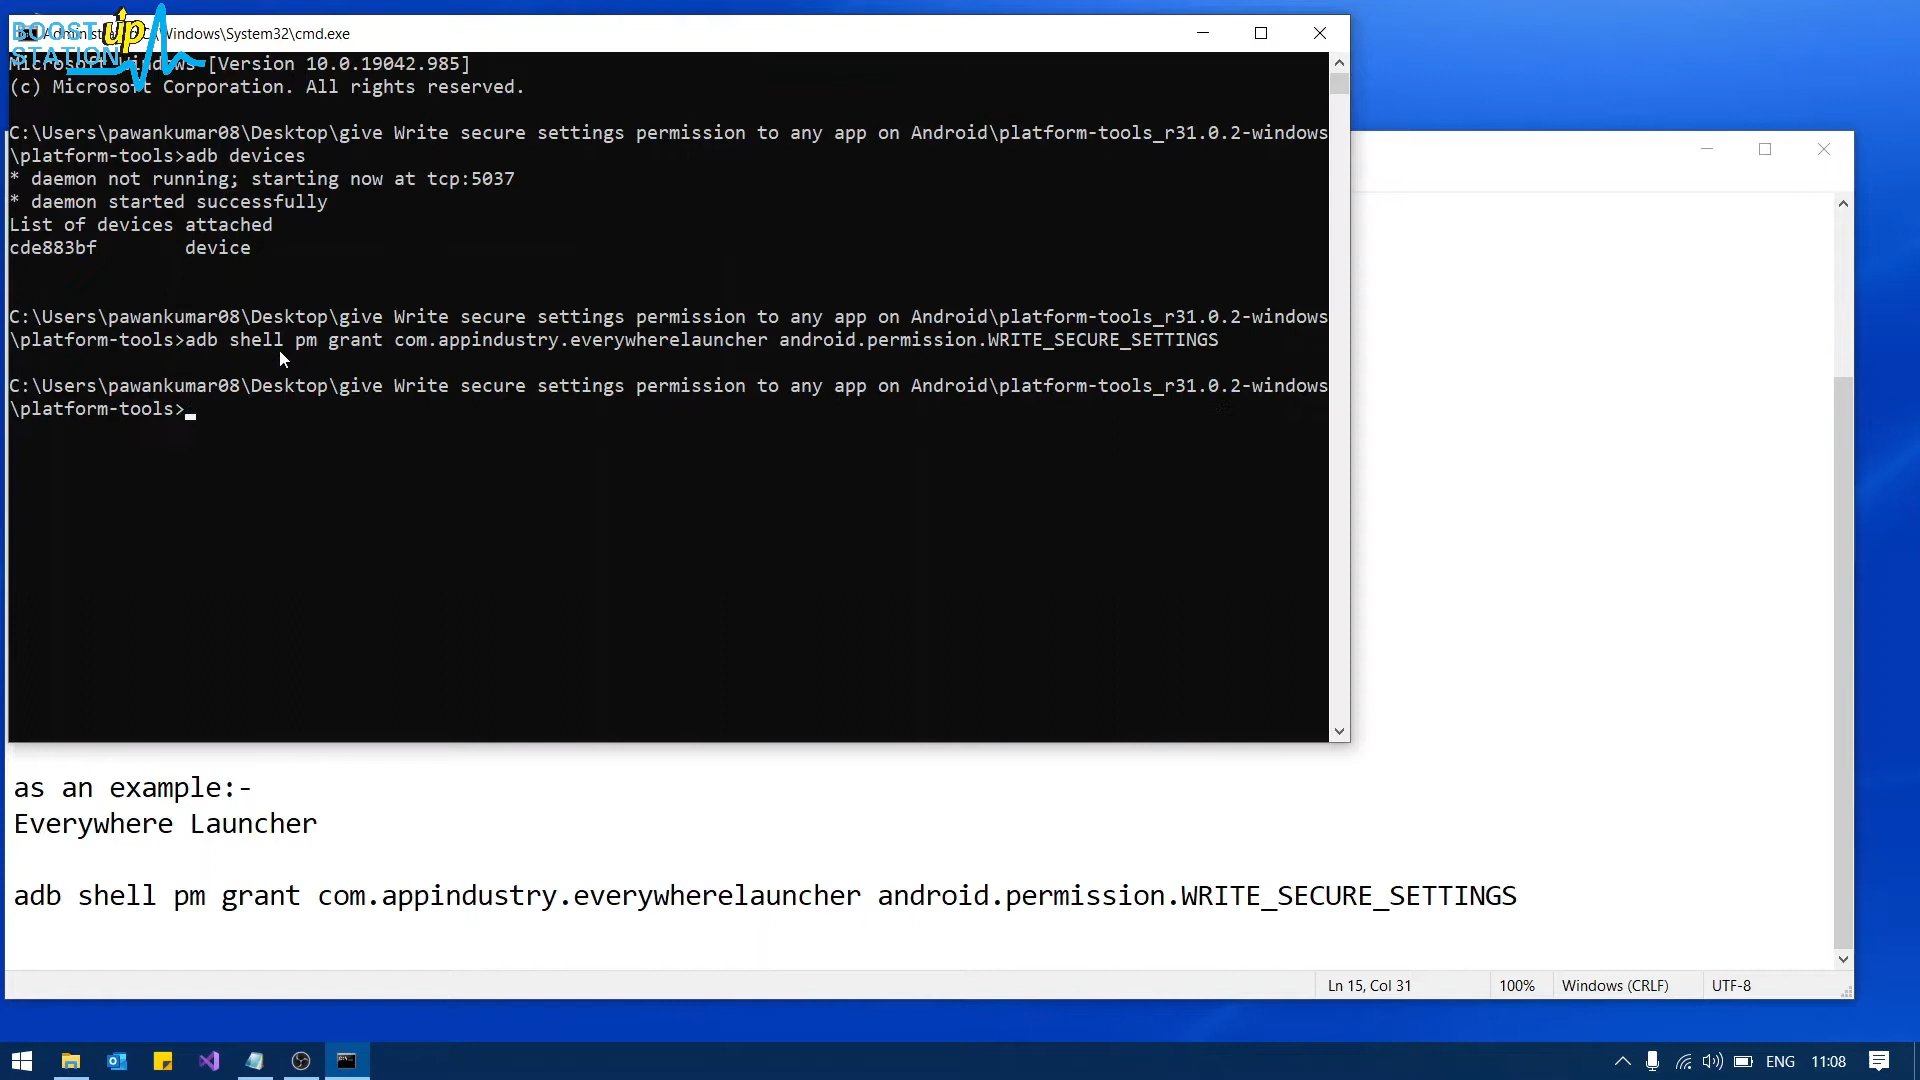 BOOST up
STATION
Administrator: C:\Windows\System32\cmd.exe
Microsoft Windows [Version 10.0.19042.985]
(c) Microsoft Corporation. All rights reserved.
C:\Users\pawankumar08\Desktop\give Write secure settings permission to any app on Android\platform-tools_r31.0.2-windows
\platform-tools>adb devices
* daemon not running; starting now at tcp:5037
* daemon started successfully
List of devices attached
cde883bf        device
C:\Users\pawankumar08\Desktop\give Write secure settings permission to any app on Android\platform-tools_r31.0.2-windows
\platform-tools>adb shell pm grant com.appindustry.everywherelauncher android.permission.WRITE_SECURE_SETTINGS
C:\Users\pawankumar08\Desktop\give Write secure settings permission to any app on Android\platform-tools_r31.0.2-windows
\platform-tools>
as an example:-
Everywhere Launcher
adb shell pm grant com.appindustry.everywherelauncher android.permission.WRITE_SECURE_SETTINGS
Ln 15, Col 31 100% Windows (CRLF) UTF-8
ENG 11:08